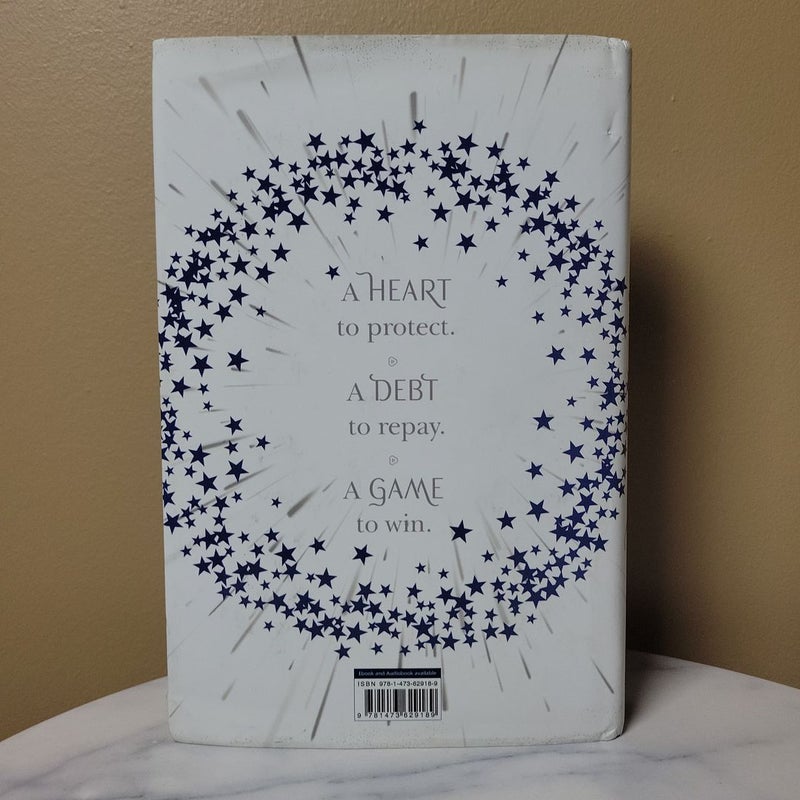 A HEART
to protect.
A DEBT
to repay.
A GAME
to win.
Ebook and Audiobook available
ISBN 978-1-473-62918-9
9 781473 629189